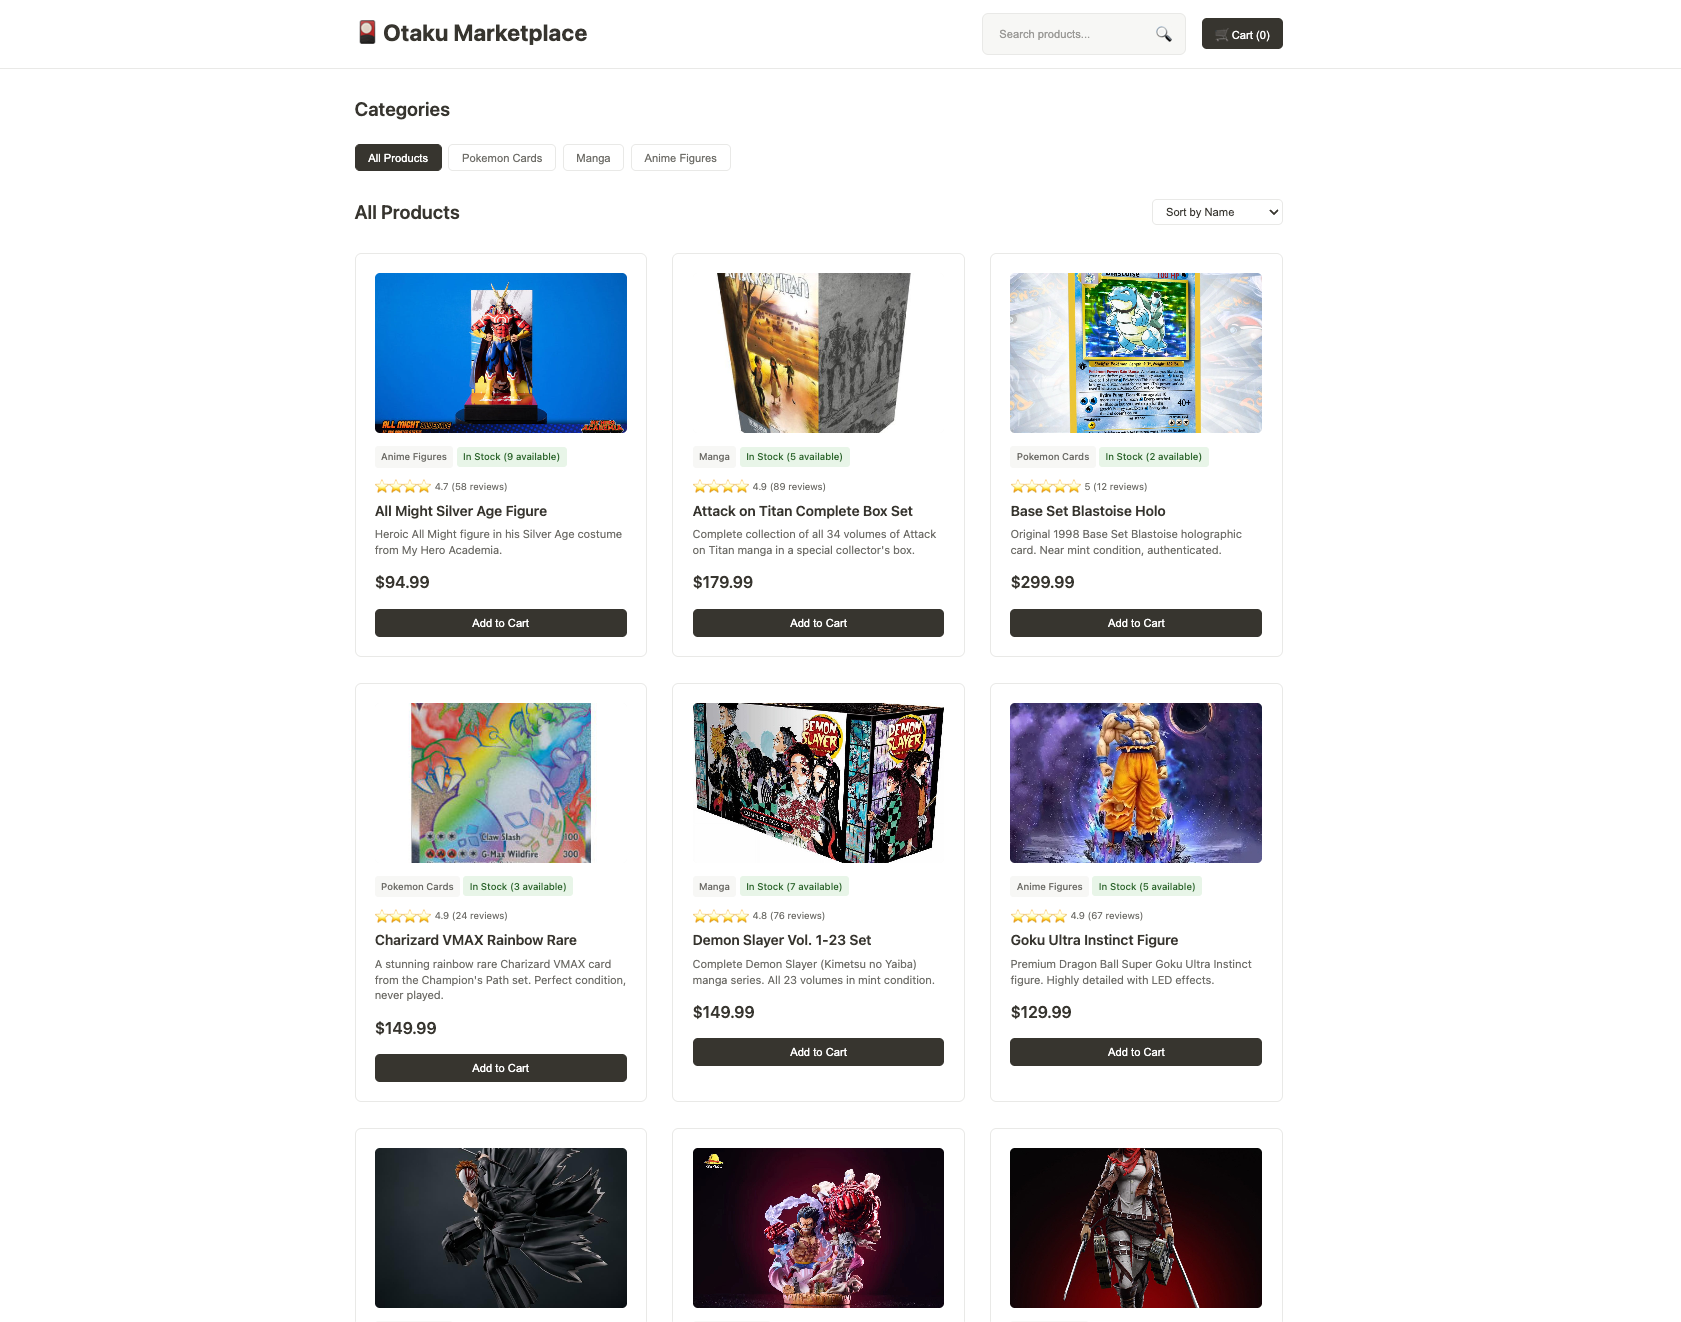 Otaku Marketplace
Search products...
Cart (0)
Categories
All Products
Pokemon Cards
Manga
Anime Figures
All Products
Sort by Name
ALL MIGHT SILVER AGE
100 HP
40+
Anime Figures
In Stock (9 available)
4.7 (58 reviews)
All Might Silver Age Figure
Heroic All Might figure in his Silver Age costume
from My Hero Academia.
$94.99
Add to Cart
Manga
In Stock (5 available)
4.9 (89 reviews)
Attack on Titan Complete Box Set
Complete collection of all 34 volumes of Attack
on Titan manga in a special collector's box.
$179.99
Add to Cart
Pokemon Cards
In Stock (2 available)
5 (12 reviews)
Base Set Blastoise Holo
Original 1998 Base Set Blastoise holographic
card. Near mint condition, authenticated.
$299.99
Add to Cart
Claw Slash 100
G-Max Wildfire 300
DEMON
SLAYER
DEMON
SLAYER
Pokemon Cards
In Stock (3 available)
4.9 (24 reviews)
Charizard VMAX Rainbow Rare
A stunning rainbow rare Charizard VMAX card
from the Champion's Path set. Perfect condition,
never played.
$149.99
Add to Cart
Manga
In Stock (7 available)
4.8 (76 reviews)
Demon Slayer Vol. 1-23 Set
Complete Demon Slayer (Kimetsu no Yaiba)
manga series. All 23 volumes in mint condition.
$149.99
Add to Cart
Anime Figures
In Stock (5 available)
4.9 (67 reviews)
Goku Ultra Instinct Figure
Premium Dragon Ball Super Goku Ultra Instinct
figure. Highly detailed with LED effects.
$129.99
Add to Cart